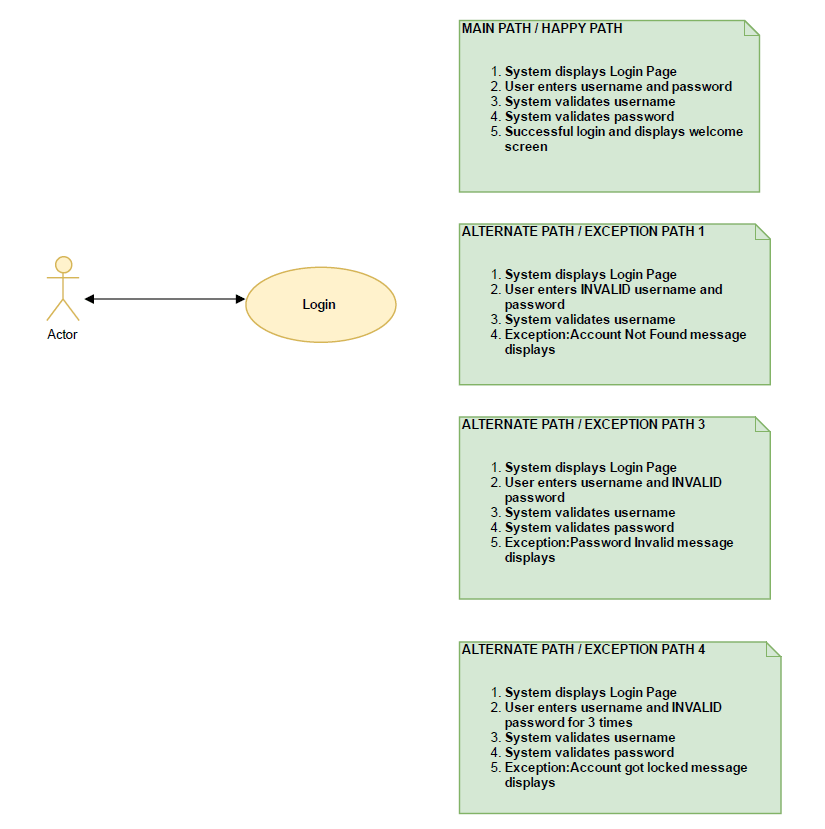 MAIN PATH / HAPPY PATH
1. System displays Login Page
2. User enters username and password
3. System validates username
4. System validates password
5. Successful login and displays welcome
screen
ALTERNATE PATH / EXCEPTION PATH 1
1. System displays Login Page
2. User enters INVALID username and
password
3. System validates username
4. Exception:Account Not Found message
displays
Actor
Login
ALTERNATE PATH / EXCEPTION PATH 3
1. System displays Login Page
2. User enters username and INVALID
password
3. System validates username
4. System validates password
5. Exception:Password Invalid message
displays
ALTERNATE PATH / EXCEPTION PATH 4
1. System displays Login Page
2. User enters username and INVALID
password for 3 times
3. System validates username
4. System validates password
5. Exception:Account got locked message
displays